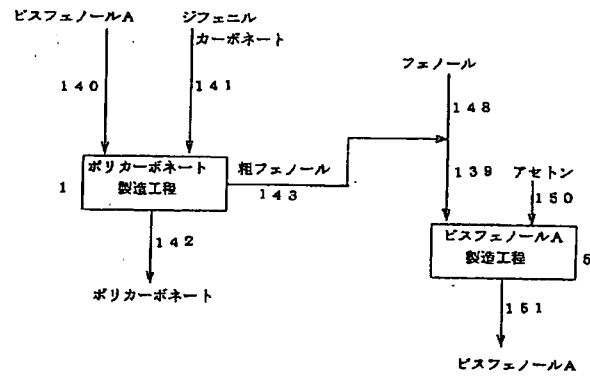 ビスフェノールA
ジフェニル
カーボネート
フェノール
140
141
148
ポリカーボネート
製造工程
1
粗フェノール
143
139
アセトン
150
142
ビスフェノールA
製造工程
5
ポリカーボネート
151
ビスフェノールA